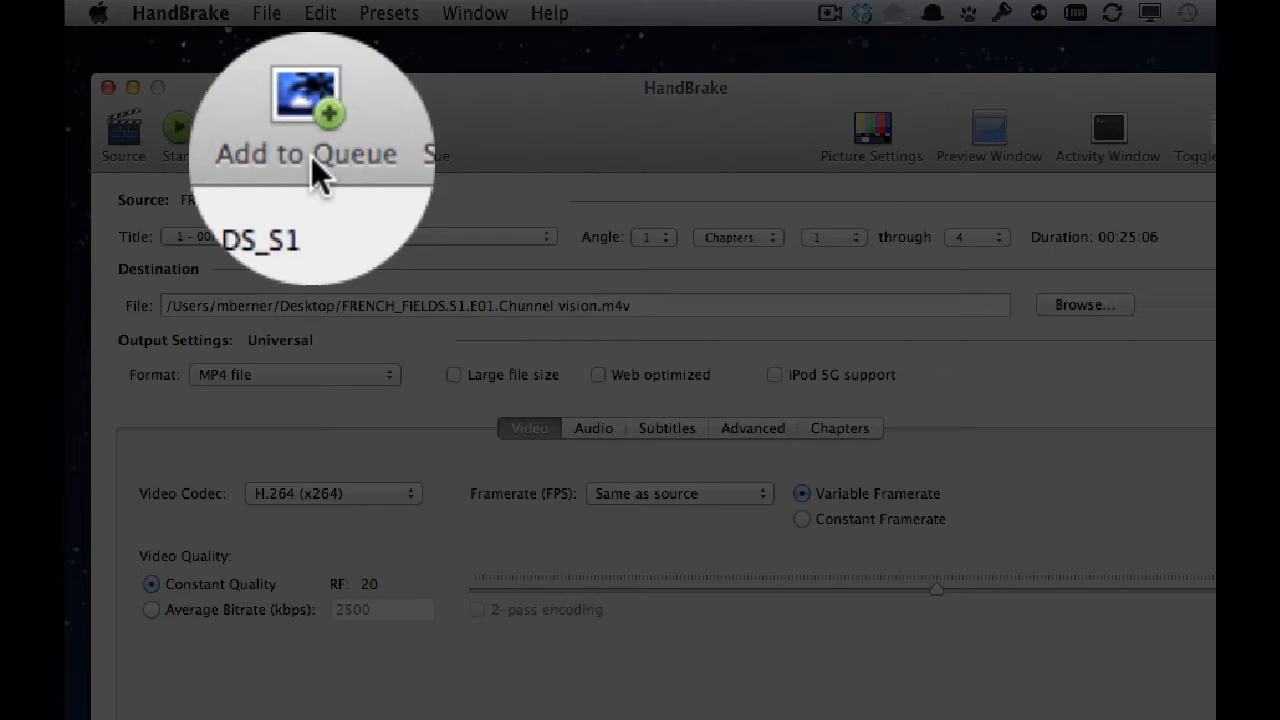 HandBrake File Edit Presets Window Help
HandBrake
Source Add to Queue Picture Settings Preview Window Activity Window
Source:
DS_S1
Title: Angle: 1 Chapters 1 through 4 Duration: 00:25:06
Destination
File: /Users/mberner/Desktop/FRENCH_FIELDS.S1.E01.Chunnel vision.m4v Browse...
Output Settings: Universal
Format: MP4 file Large file size Web optimized iPod 5G support
Video Audio Subtitles Advanced Chapters
Video Codec: H.264 (x264) Framerate (FPS): Same as source Variable Framerate
Constant Framerate
Video Quality:
Constant Quality RF: 20
Average Bitrate (kbps): 2500 2-pass encoding